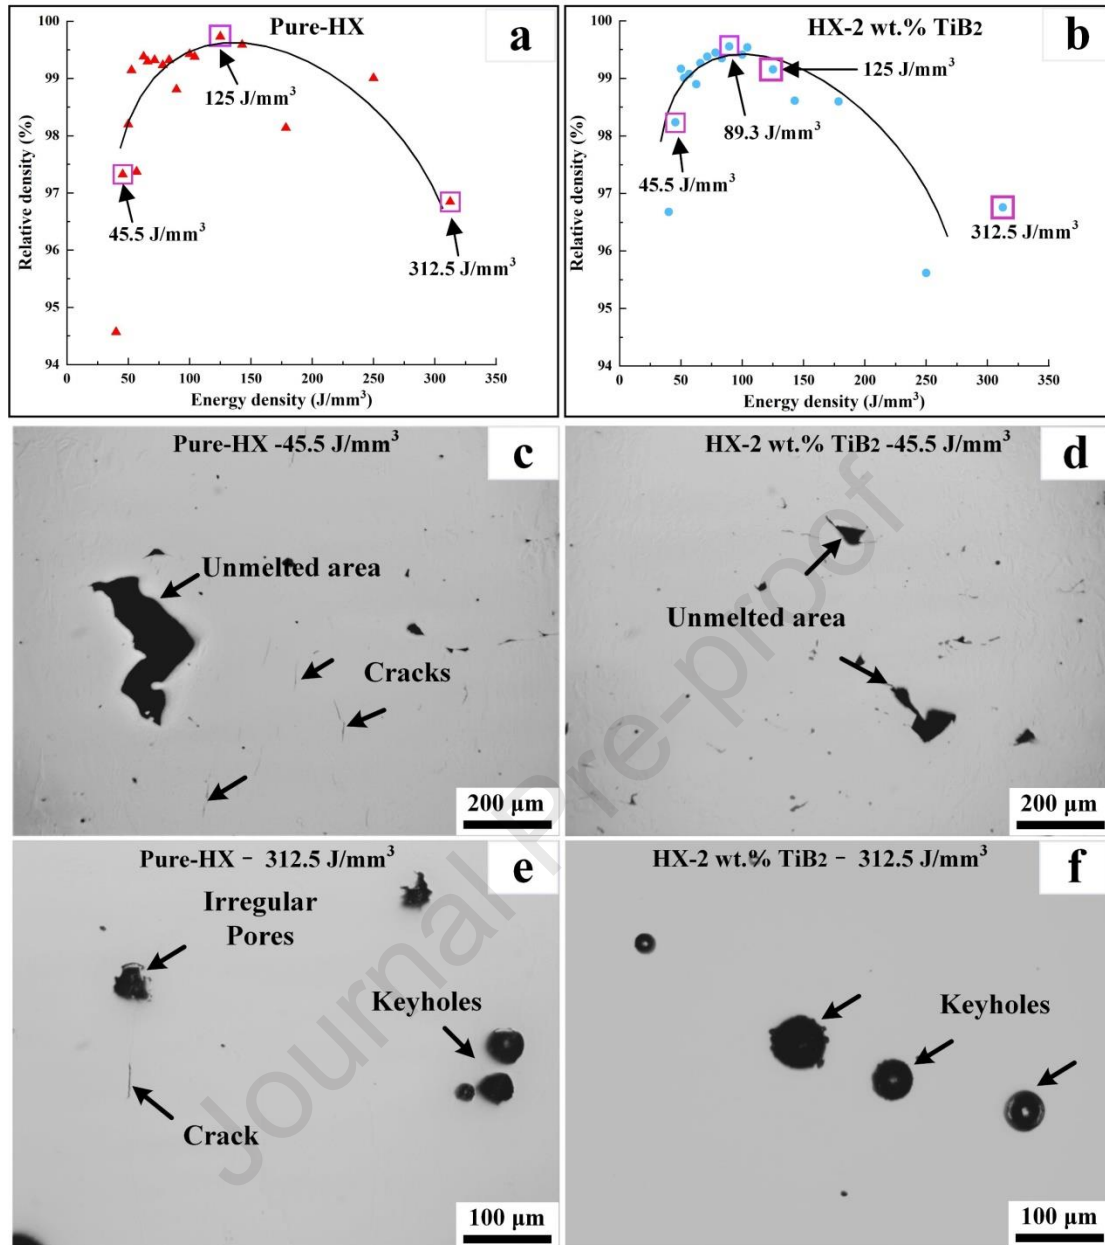 Pure-HX
a
100
99
98
97
96
95
94
Relative density (%)
125 J/mm³
45.5 J/mm³
312.5 J/mm³
0 50 100 150 200 250 300 350
Energy density (J/mm³)
HX-2 wt.% TiB₂
b
100
99
98
97
96
95
94
Relative density (%)
125 J/mm³
89.3 J/mm³
45.5 J/mm³
312.5 J/mm³
0 50 100 150 200 250 300 350
Energy density (J/mm³)
Pure-HX -45.5 J/mm³
c
Unmelted area
Cracks
200 µm
HX-2 wt.% TiB₂ -45.5 J/mm³
d
Unmelted area
200 µm
Pure-HX - 312.5 J/mm³
e
Irregular
Pores
Keyholes
Crack
100 µm
HX-2 wt.% TiB₂ - 312.5 J/mm³
f
Keyholes
100 µm
Journal Pre-proof